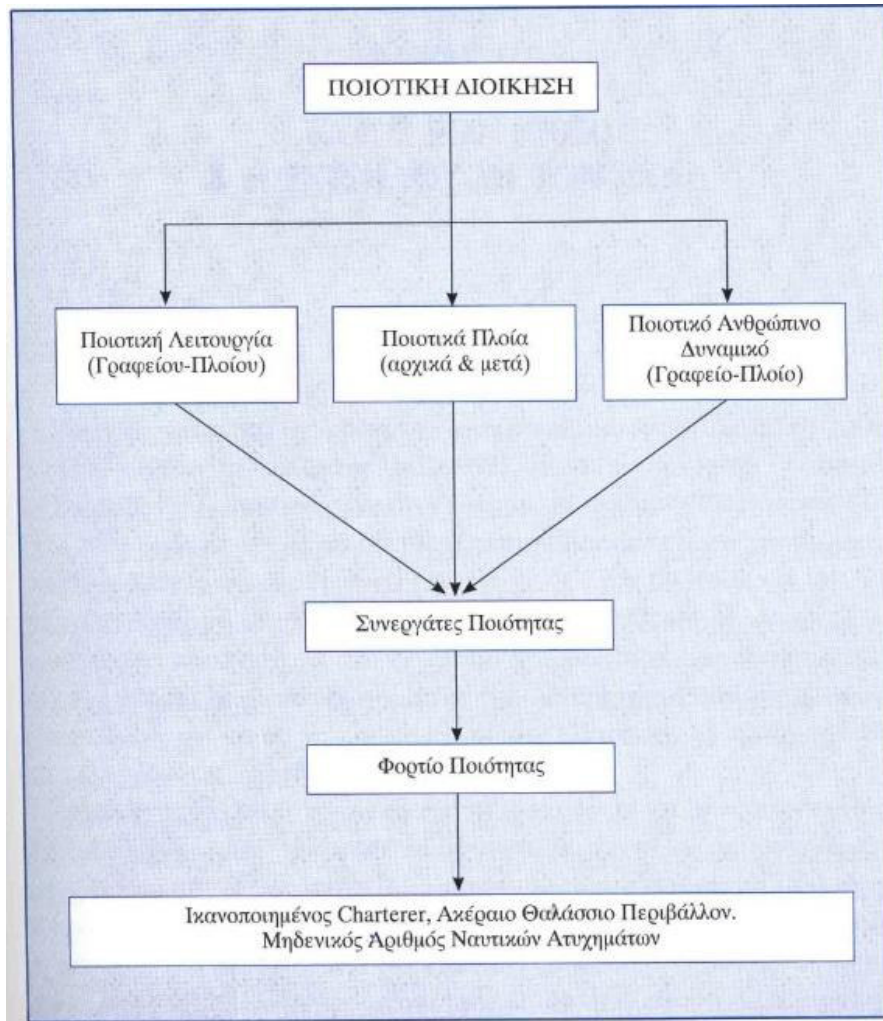 ΠΟΙΟΤΙΚΗ ΔΙΟΙΚΗΣΗ
Ποιοτική Λειτουργία
(Γραφείου-Πλοίου)
Ποιοτικά Πλοία
(αρχικά & μετά)
Ποιοτικό Ανθρώπινο
Δυναμικό
(Γραφείο-Πλοίο)
Συνεργάτες Ποιότητας
Φορτίο Ποιότητας
Ικανοποιημένος Charterer, Ακέραιο Θαλάσσιο Περιβάλλον.
Μηδενικός Αριθμός Ναυτικών Ατυχημάτων